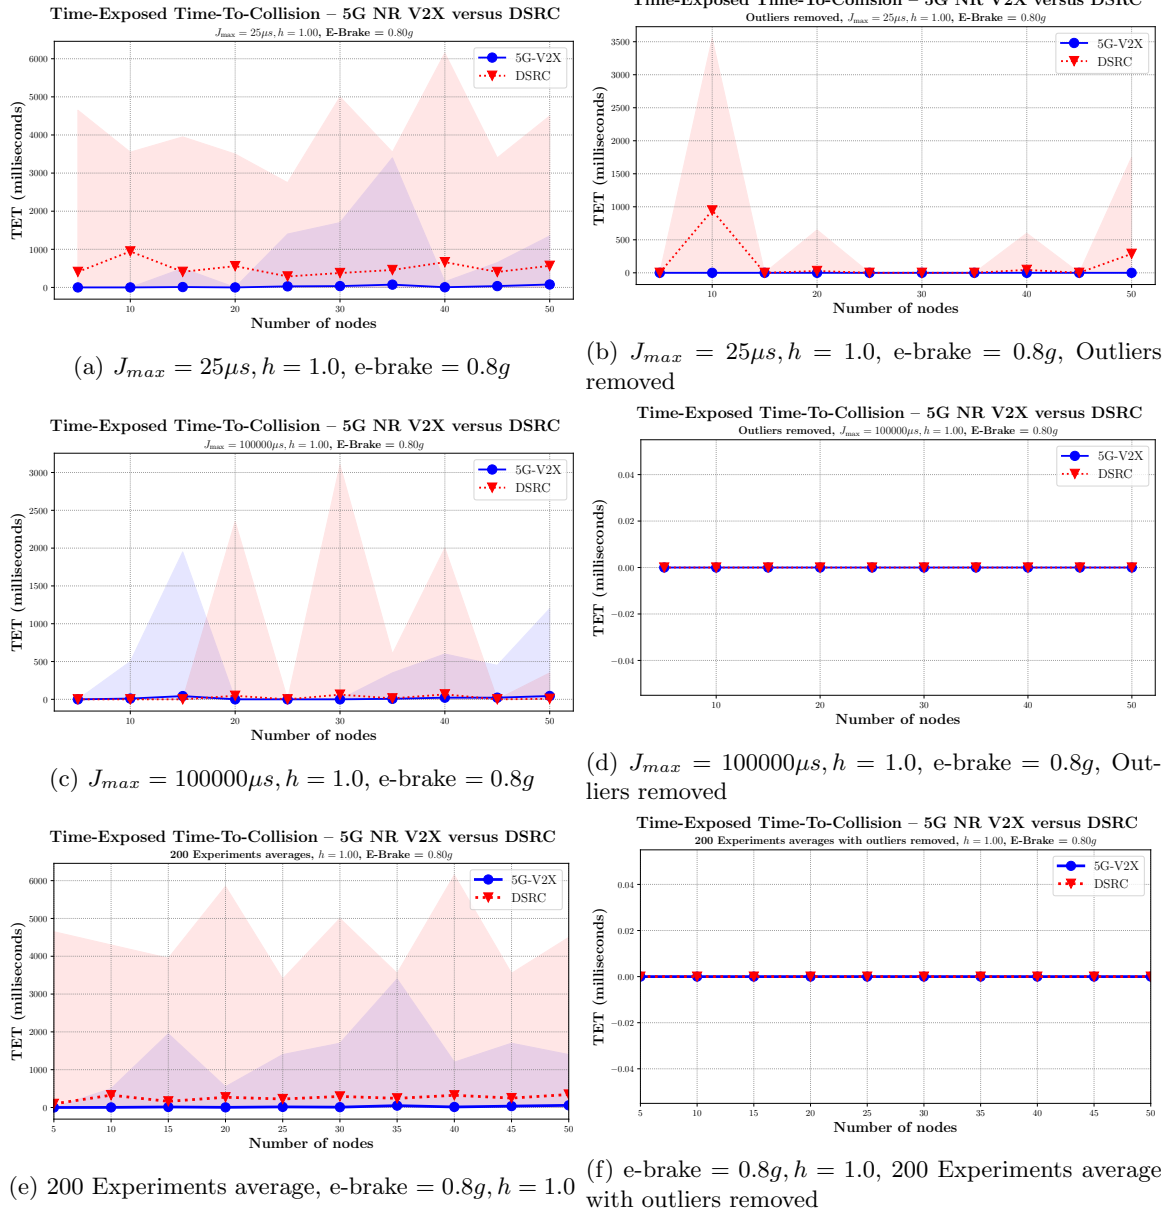 Time-Exposed Time-To-Collision – 5G NR V2X versus DSRC
J_max = 25μs, h = 1.00, E-Brake = 0.80g
5G-V2X
DSRC
TET (milliseconds)
6000
5000
4000
3000
2000
1000
0
10
20
30
40
50
Number of nodes
(a) J_max = 25μs, h = 1.0, e-brake = 0.8g
Time-Exposed Time-To-Collision – 5G NR V2X versus DSRC
Outliers removed, J_max = 25μs, h = 1.00, E-Brake = 0.80g
5G-V2X
DSRC
TET (milliseconds)
3500
3000
2500
2000
1500
1000
500
0
10
20
30
40
50
Number of nodes
(b) J_max = 25μs, h = 1.0, e-brake = 0.8g, Outliers
removed
Time-Exposed Time-To-Collision – 5G NR V2X versus DSRC
J_max = 100000μs, h = 1.00, E-Brake = 0.80g
5G-V2X
DSRC
TET (milliseconds)
3000
2500
2000
1500
1000
500
0
10
20
30
40
50
Number of nodes
(c) J_max = 100000μs, h = 1.0, e-brake = 0.8g
Time-Exposed Time-To-Collision – 5G NR V2X versus DSRC
Outliers removed, J_max = 100000μs, h = 1.00, E-Brake = 0.80g
5G-V2X
DSRC
TET (milliseconds)
0.04
0.02
0.00
−0.02
−0.04
10
20
30
40
50
Number of nodes
(d) J_max = 100000μs, h = 1.0, e-brake = 0.8g, Out-
liers removed
Time-Exposed Time-To-Collision – 5G NR V2X versus DSRC
200 Experiments averages, h = 1.00, E-Brake = 0.80g
5G-V2X
DSRC
TET (milliseconds)
6000
5000
4000
3000
2000
1000
0
5
10
15
20
25
30
35
40
45
50
Number of nodes
(e) 200 Experiments average, e-brake = 0.8g, h = 1.0
Time-Exposed Time-To-Collision – 5G NR V2X versus DSRC
200 Experiments averages with outliers removed, h = 1.00, E-Brake = 0.80g
5G-V2X
DSRC
TET (milliseconds)
0.04
0.02
0.00
−0.02
−0.04
5
10
15
20
25
30
35
40
45
50
Number of nodes
(f) e-brake = 0.8g, h = 1.0, 200 Experiments average
with outliers removed